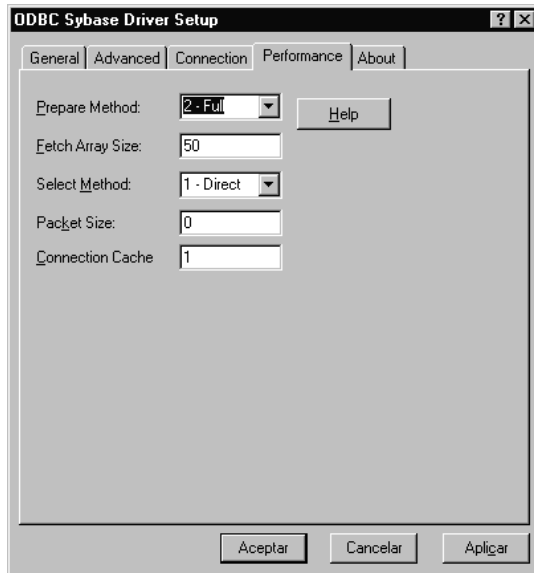 ODBC Sybase Driver Setup
General Advanced Connection Performance About
Prepare Method: 2 - Full Help
Fetch Array Size: 50
Select Method: 1 - Direct
Packet Size: 0
Connection Cache 1
Aceptar Cancelar Aplicar